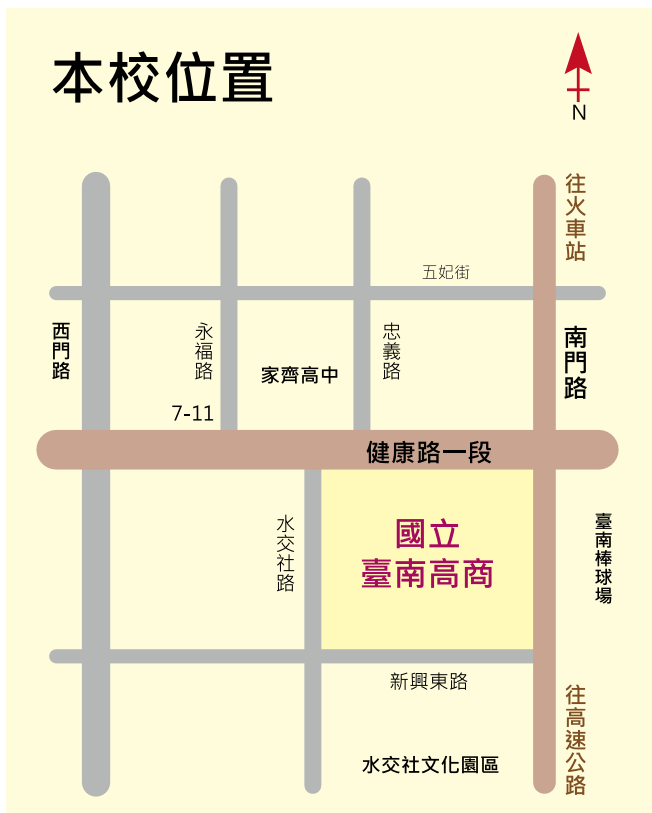 本校位置
N
往火車站
五妃街
西門路
永福路
忠義路
南門路
家齊高中
7-11
健康路一段
水交社路
國立
臺南高商
臺南棒球場
新興東路
往高速公路
水交社文化園區